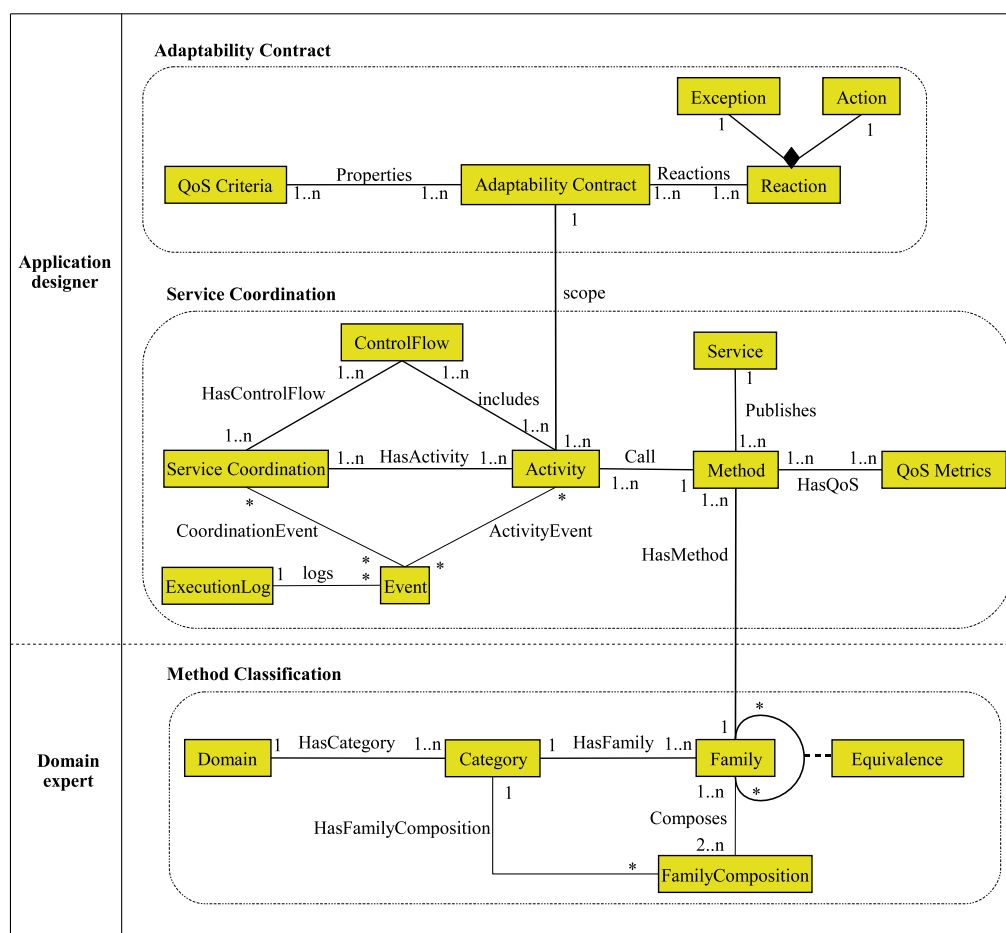 Adaptability Contract
Exception
Action
1
1
QoS Criteria
Properties
1..n
1..n
Adaptability Contract
Reactions
1..n
1..n
Reaction
1
Application
designer
scope
Service Coordination
ControlFlow
Service
1..n
1..n
1
HasControlFlow
includes
Publishes
1..n
1..n
1..n
1..n
Service Coordination
1..n
HasActivity
1..n
Activity
Call
1..n
1
Method
1..n
1..n
1..n
HasQoS
QoS Metrics
*
*
CoordinationEvent
ActivityEvent
HasMethod
*
*
*
ExecutionLog
1
logs
Event
Method Classification
Domain
expert
Domain
1
HasCategory
1..n
Category
1
HasFamily
1..n
1
Family
*
*
Equivalence
1
1..n
HasFamilyComposition
Composes
2..n
*
FamilyComposition